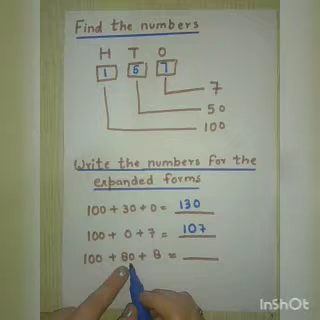 Find the numbers
H T O
1 5 7
7
50
100
Write the numbers for the
expanded forms
100 + 30 + 0 = 130
100 + 0 + 7 = 107
100 + 80 + 8 = ____
InShOt